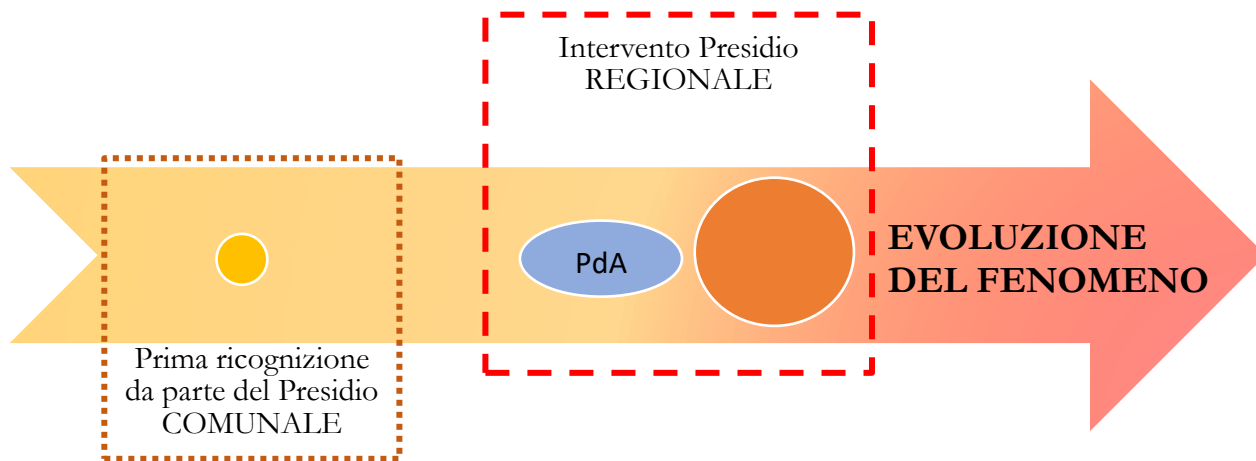 Intervento Presidio
REGIONALE
PdA
EVOLUZIONE
DEL FENOMENO
Prima ricognizione
da parte del Presidio
COMUNALE